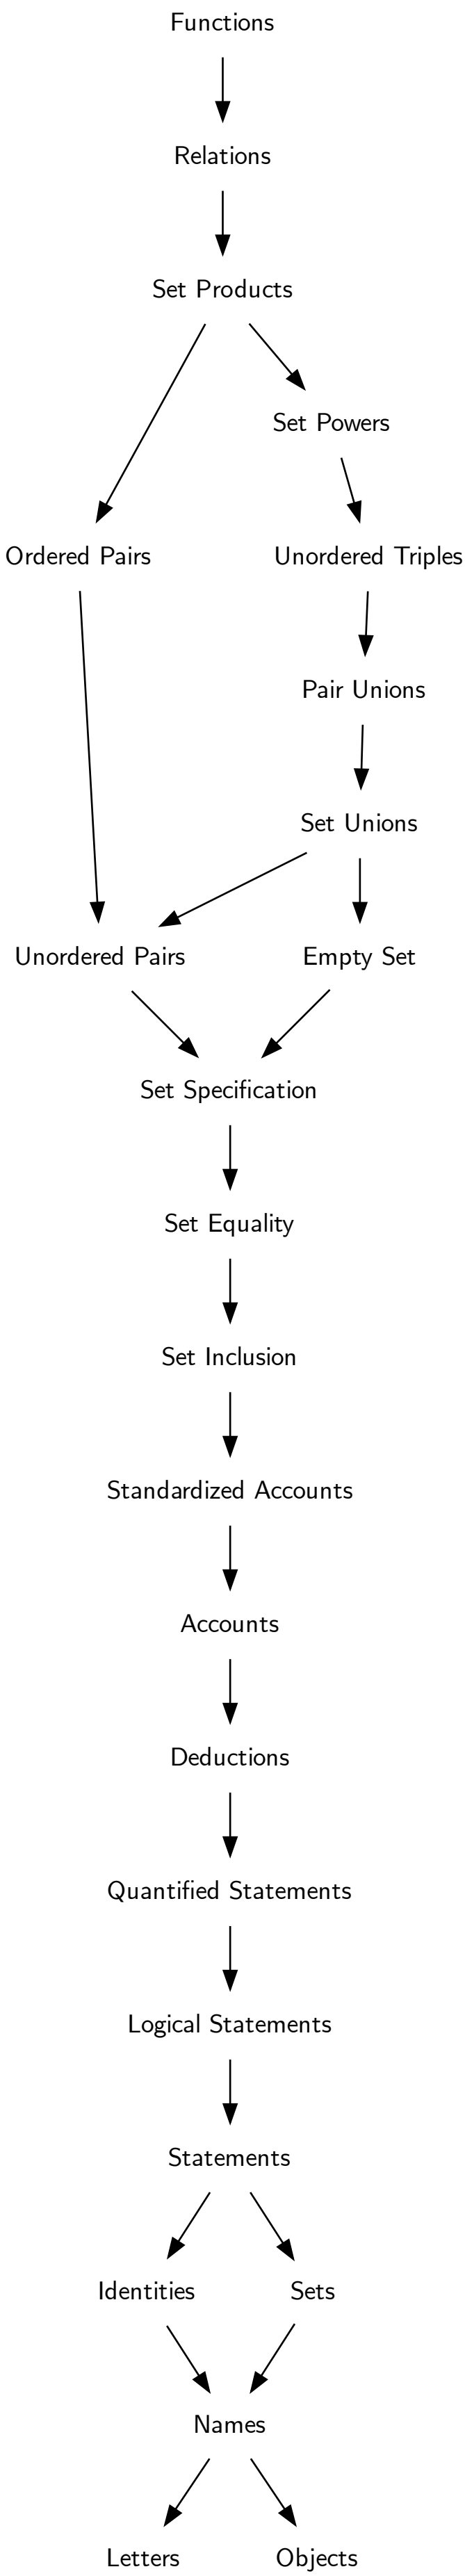 Functions
Relations
Set Products
Set Powers
Ordered Pairs
Unordered Triples
Pair Unions
Set Unions
Unordered Pairs
Empty Set
Set Specification
Set Equality
Set Inclusion
Standardized Accounts
Accounts
Deductions
Quantified Statements
Logical Statements
Statements
Identities
Sets
Names
Letters
Objects